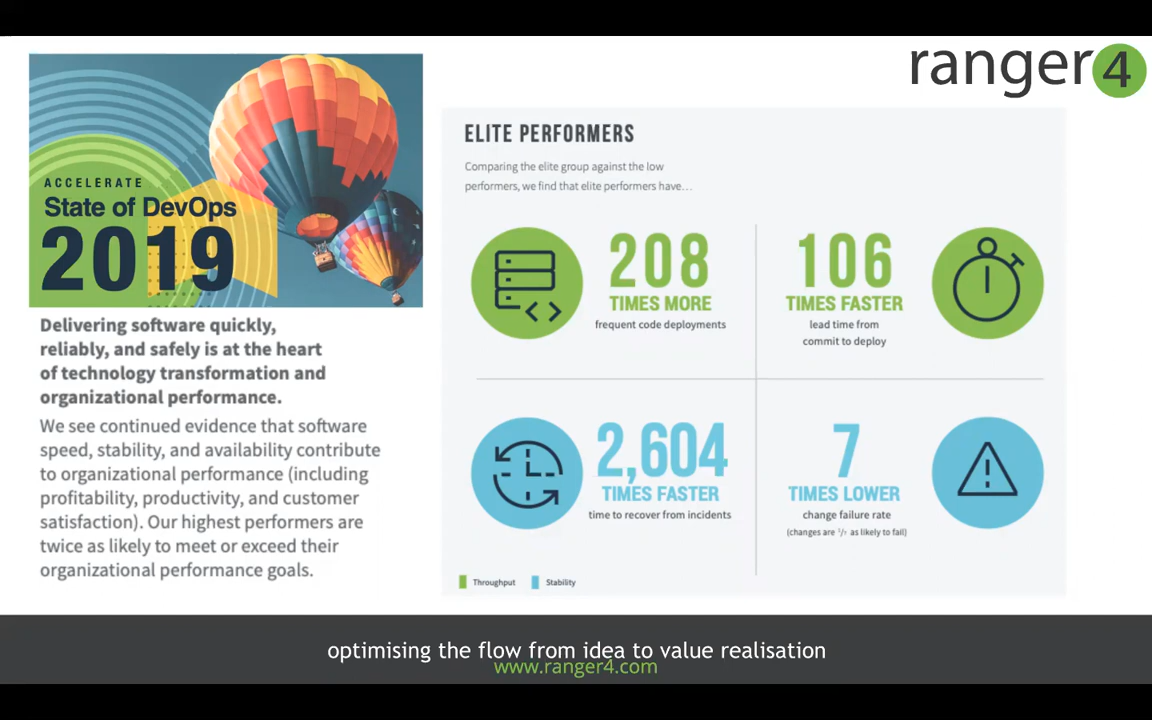 ranger4
ACCELERATE
State of DevOps
2019
Delivering software quickly,
reliably, and safely is at the heart
of technology transformation and
organizational performance.
We see continued evidence that software
speed, stability, and availability contribute
to organizational performance (including
profitability, productivity, and customer
satisfaction). Our highest performers are
twice as likely to meet or exceed their
organizational performance goals.
ELITE PERFORMERS
Comparing the elite group against the low
performers, we find that elite performers have…
208
TIMES MORE
frequent code deployments
106
TIMES FASTER
lead time from
commit to deploy
2,604
TIMES FASTER
time to recover from incidents
7
TIMES LOWER
change failure rate
(changes are 1/7 as likely to fail)
Throughput
Stability
optimising the flow from idea to value realisation
www.ranger4.com